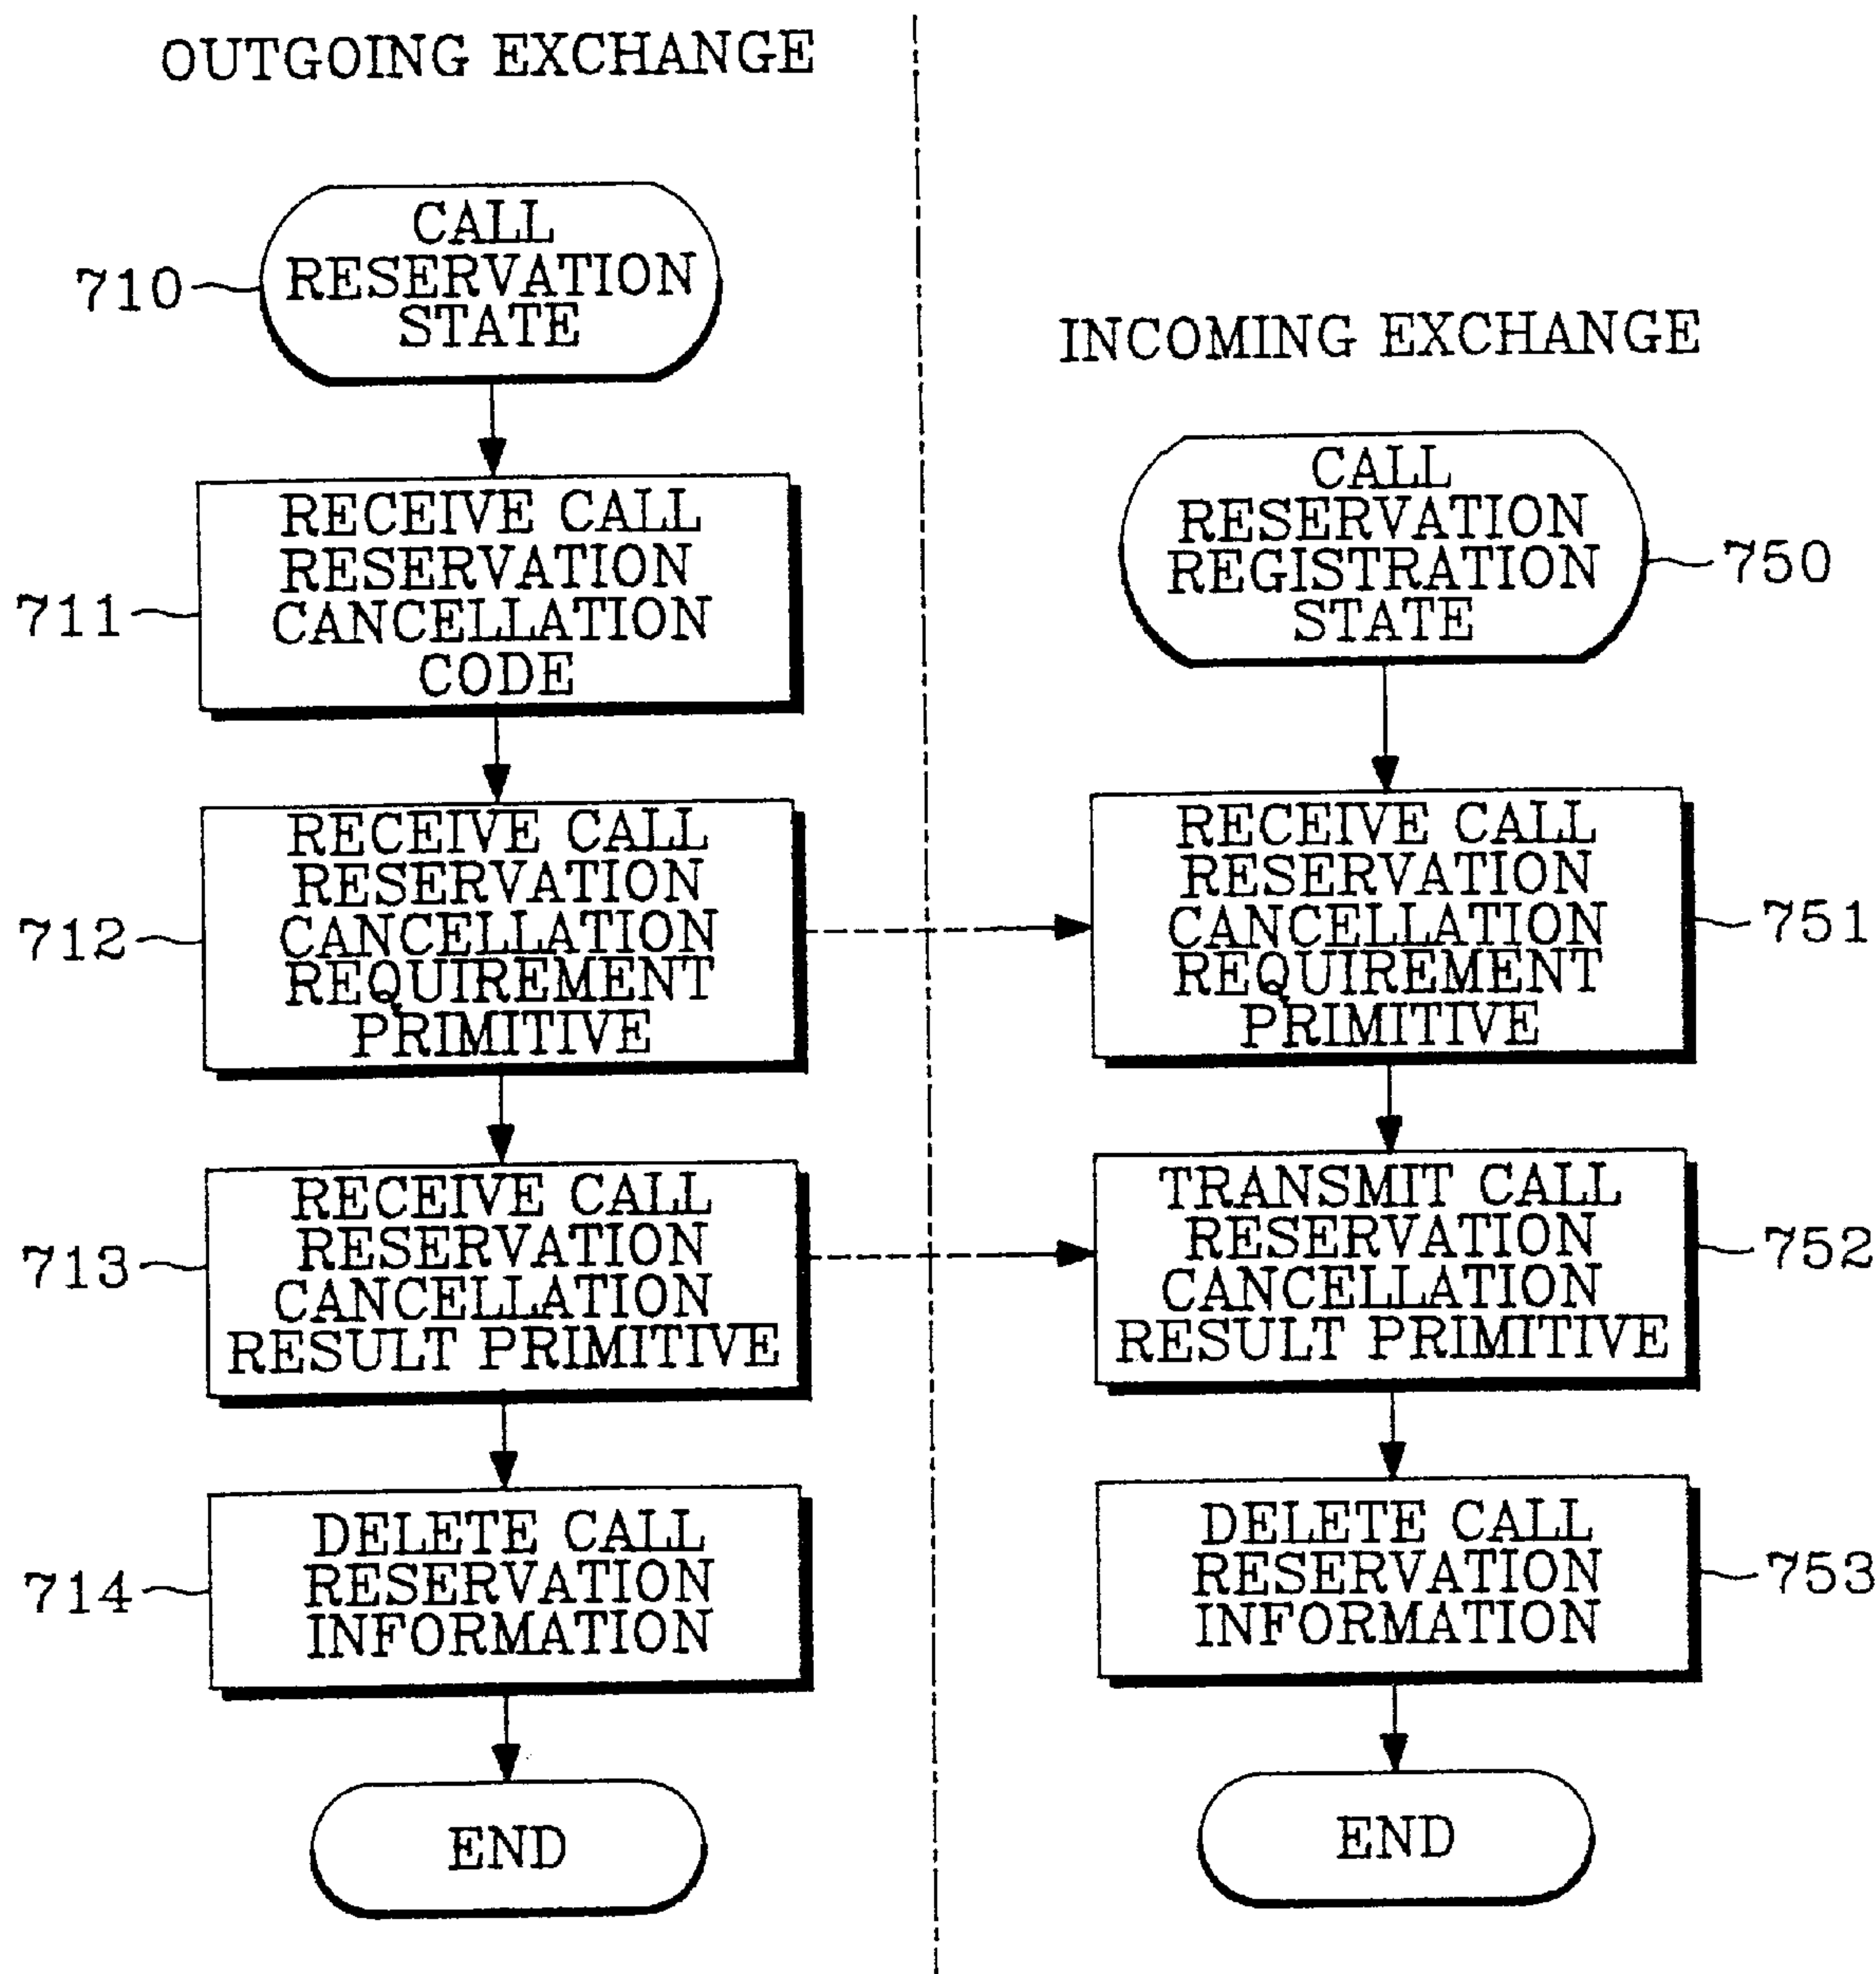 OUTGOING EXCHANGE
710
CALL
RESERVATION
STATE
711
RECEIVE CALL
RESERVATION
CANCELLATION
CODE
712
RECEIVE CALL
RESERVATION
CANCELLATION
REQUIREMENT
PRIMITIVE
713
RECEIVE CALL
RESERVATION
CANCELLATION
RESULT PRIMITIVE
714
DELETE CALL
RESERVATION
INFORMATION
END
INCOMING EXCHANGE
CALL
RESERVATION
REGISTRATION
STATE
750
RECEIVE CALL
RESERVATION
CANCELLATION
REQUIREMENT
PRIMITIVE
751
TRANSMIT CALL
RESERVATION
CANCELLATION
RESULT PRIMITIVE
752
DELETE CALL
RESERVATION
INFORMATION
753
END